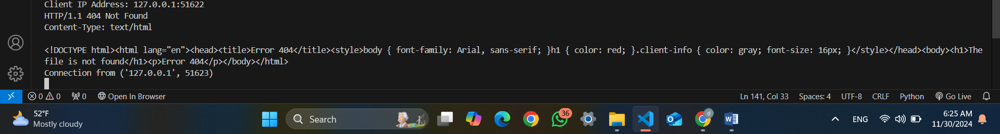 Client IP Address: 127.0.0.1:51622
HTTP/1.1 404 Not Found
Content-Type: text/html
<!DOCTYPE html><html lang="en"><head><title>Error 404</title><style>body { font-family: Arial, sans-serif; }h1 { color: red; }.client-info { color: gray; font-size: 16px; }</style></head><body><h1>The
file is not found</h1><p>Error 404</p></body></html>
Connection from ('127.0.0.1', 51623)
0 0 0 Open In Browser Ln 141, Col 33 Spaces: 4 UTF-8 CRLF Python Go Live
52°F
Mostly cloudy
Search
36
d
W
ENG
6:25 AM
11/30/2024